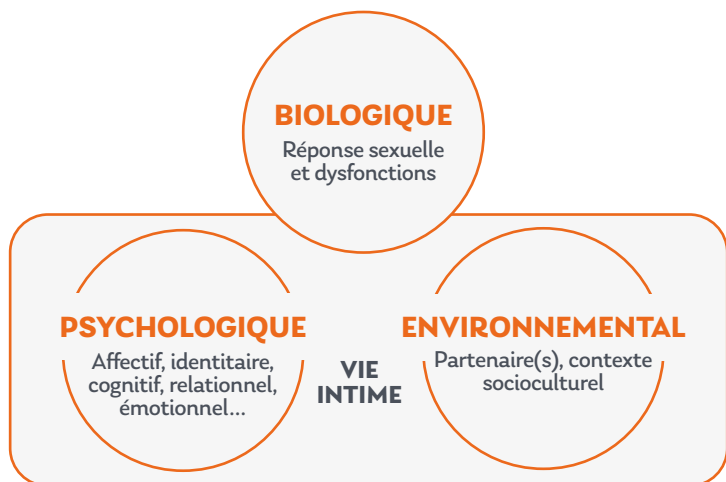 BIOLOGIQUE
Réponse sexuelle
et dysfonctions
PSYCHOLOGIQUE
Affectif, identitaire,
cognitif, relationnel,
émotionnel...
VIE
INTIME
ENVIRONNEMENTAL
Partenaire(s), contexte
socioculturel